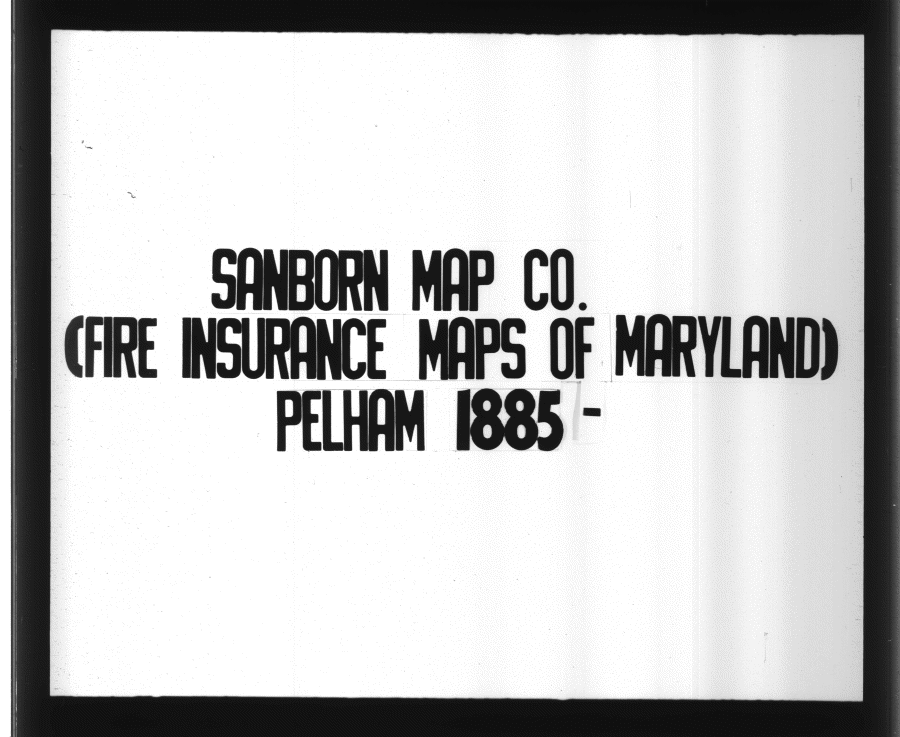 SANBORN MAP CO.
(FIRE INSURANCE MAPS OF MARYLAND)
PELHAM 1885 -